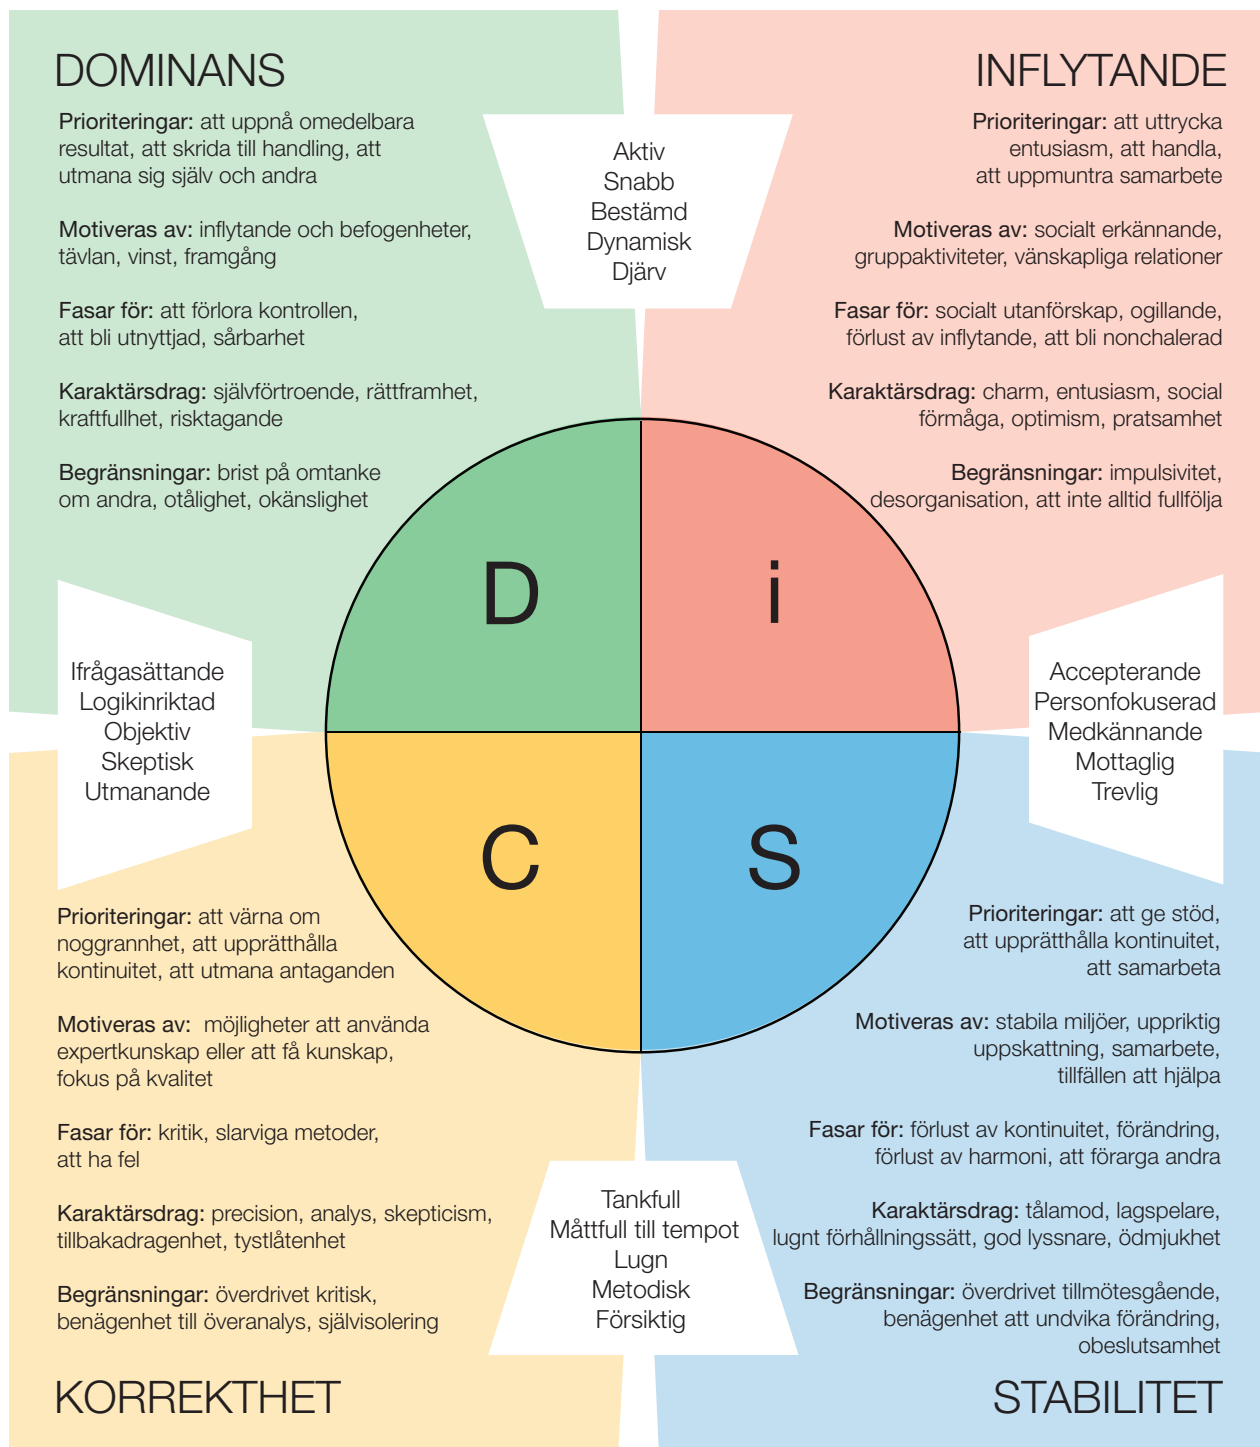 DOMINANS
Prioriteringar: att uppnå omedelbara
resultat, att skrida till handling, att
utmana sig själv och andra
Motiveras av: inflytande och befogenheter,
tävlan, vinst, framgång
Fasar för: att förlora kontrollen,
att bli utnyttjad, sårbarhet
Karaktärsdrag: självförtroende, rättframhet,
kraftfullhet, risktagande
Begränsningar: brist på omtanke
om andra, otålighet, okänslighet
Aktiv
Snabb
Bestämd
Dynamisk
Djärv
INFLYTANDE
Prioriteringar: att uttrycka
entusiasm, att handla,
att uppmuntra samarbete
Motiveras av: socialt erkännande,
gruppaktiviteter, vänskapliga relationer
Fasar för: socialt utanförskap, ogillande,
förlust av inflytande, att bli nonchalerad
Karaktärsdrag: charm, entusiasm, social
förmåga, optimism, pratsamhet
Begränsningar: impulsivitet,
desorganisation, att inte alltid fullfölja
D
i
Ifrågasättande
Logikinriktad
Objektiv
Skeptisk
Utmanande
Accepterande
Personfokuserad
Medkännande
Mottaglig
Trevlig
C
S
Prioriteringar: att värna om
noggrannhet, att upprätthålla
kontinuitet, att utmana antaganden
Motiveras av: möjligheter att använda
expertkunskap eller att få kunskap,
fokus på kvalitet
Fasar för: kritik, slarviga metoder,
att ha fel
Karaktärsdrag: precision, analys, skepticism,
tillbakadragenhet, tystlåtenhet
Begränsningar: överdrivet kritisk,
benägenhet till överanalys, självisolering
KORREKTHET
Tankfull
Måttfull till tempot
Lugn
Metodisk
Försiktig
Prioriteringar: att ge stöd,
att upprätthålla kontinuitet,
att samarbeta
Motiveras av: stabila miljöer, uppriktig
uppskattning, samarbete,
tillfällen att hjälpa
Fasar för: förlust av kontinuitet, förändring,
förlust av harmoni, att förarga andra
Karaktärsdrag: tålamod, lagspelare,
lugnt förhållningssätt, god lyssnare, ödmjukhet
Begränsningar: överdrivet tillmötesgående,
benägenhet att undvika förändring,
obeslutsamhet
STABILITET